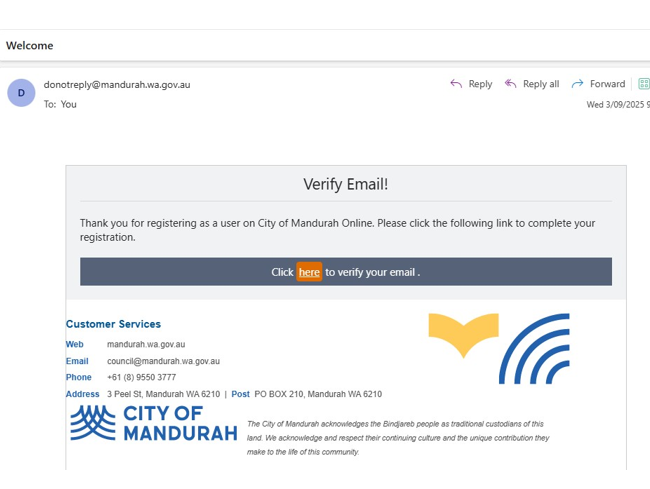 Welcome
D
donotreply@mandurah.wa.gov.au
To: You
Reply
Reply all
Forward
Wed 3/09/2025 9
Verify Email!
Thank you for registering as a user on City of Mandurah Online. Please click the following link to complete your
registration.
Click here to verify your email .
Customer Services
Web mandurah.wa.gov.au
Email council@mandurah.wa.gov.au
Phone +61 (8) 9550 3777
Address 3 Peel St, Mandurah WA 6210 | Post PO BOX 210, Mandurah WA 6210
CITY OF
MANDURAH
The City of Mandurah acknowledges the Bindjareb people as traditional custodians of this
land. We acknowledge and respect their continuing culture and the unique contribution they
make to the life of this community.